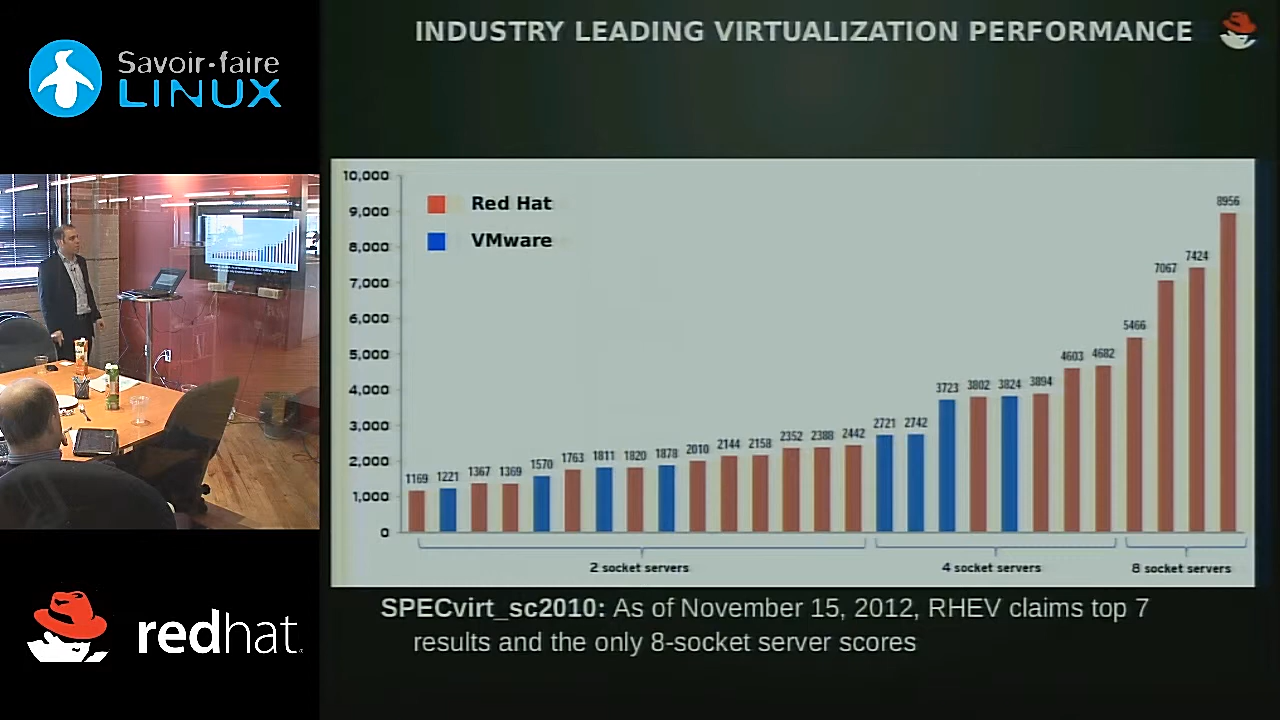 INDUSTRY LEADING VIRTUALIZATION PERFORMANCE
Savoir-faire
LINUX
10,000
9,000
8,000
7,000
6,000
5,000
4,000
3,000
2,000
1,000
0
Red Hat
VMware
1169 1221 1367 1369 1570 1763 1811 1820 1878 2010 2144 2158 2352 2388 2442 2721 2742 3723 3802 3824 3894 4603 4682 5466 7067 7424 8956
2 socket servers 4 socket servers 8 socket servers
SPECvirt_sc2010: As of November 15, 2012, RHEV claims top 7
results and the only 8-socket server scores
redhat.